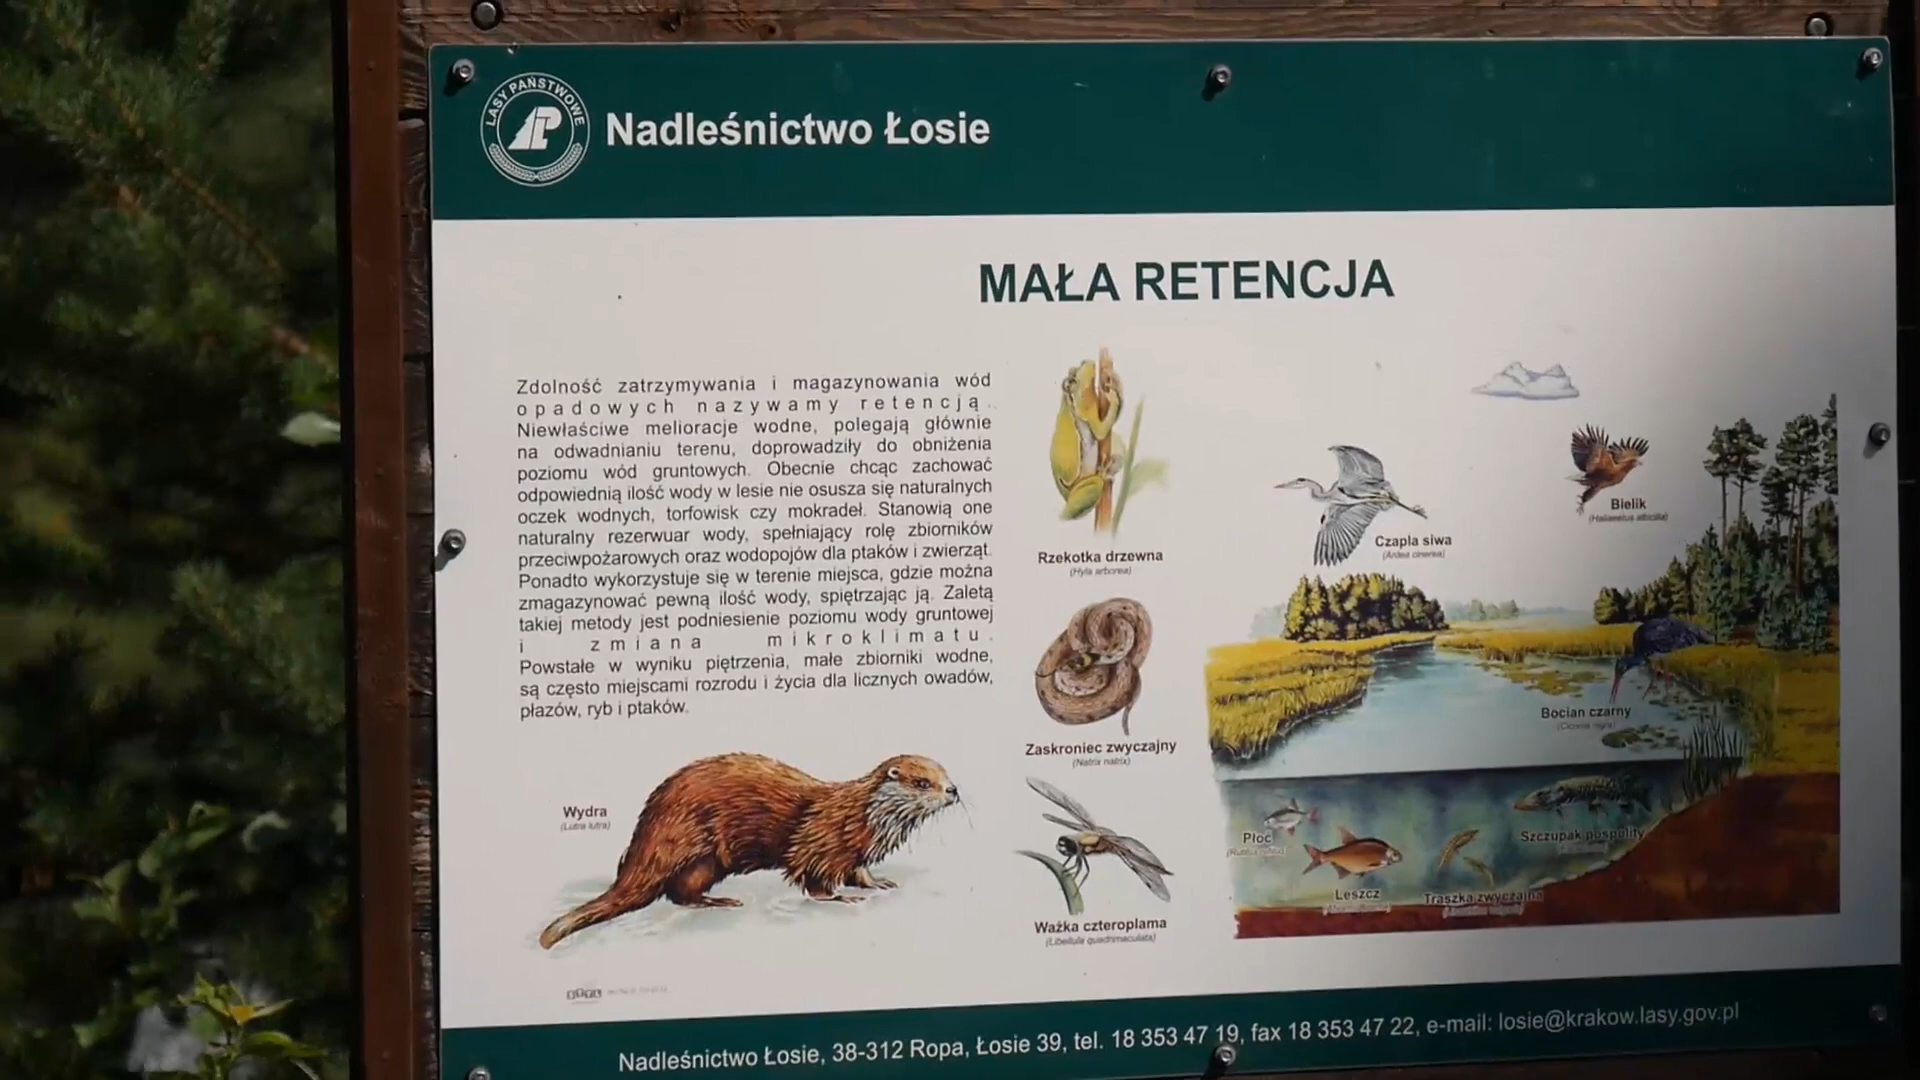 LASY PAŃSTWOWE
Nadleśnictwo Łosie
MAŁA RETENCJA
Zdolność zatrzymywania i magazynowania wód
opadowych nazywamy retencją.
Niewłaściwe melioracje wodne, polegają głównie
na odwadnianiu terenu, doprowadziły do obniżenia
poziomu wód gruntowych. Obecnie chcąc zachować
odpowiednią ilość wody w lesie nie osusza się naturalnych
oczek wodnych, torfowisk czy mokradeł. Stanowią one
naturalny rezerwuar wody, spełniający rolę zbiorników
przeciwpożarowych oraz wodopojów dla ptaków i zwierząt.
Ponadto wykorzystuje się w terenie miejsca, gdzie można
zmagazynować pewną ilość wody, spiętrzając ją. Zaletą
takiej metody jest podniesienie poziomu wody gruntowej
i zmiana mikroklimatu.
Powstałe w wyniku piętrzenia, małe zbiorniki wodne,
są często miejscami rozrodu i życia dla licznych owadów,
płazów, ryb i ptaków.
Wydra
(Lutra lutra)
Rzekotka drzewna
(Hyla arborea)
Zaskroniec zwyczajny
(Natrix natrix)
Ważka czteroplama
(Libellula quadrimaculata)
Czapla siwa
(Ardea cinerea)
Bielik
(Haliaeetus albicilla)
Bocian czarny
(Ciconia nigra)
Płoć
Szczupak pospolity
Leszcz
Traszka zwyczajna
Nadleśnictwo Łosie, 38-312 Ropa, Łosie 39, tel. 18 353 47 19, fax 18 353 47 22, e-mail: losie@krakow.lasy.gov.pl